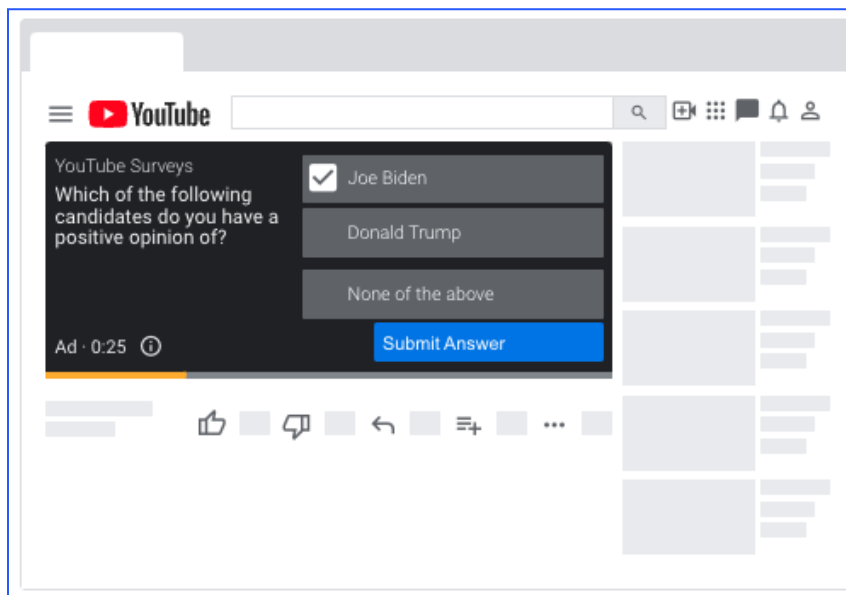 YouTube
YouTube Surveys
Which of the following
candidates do you have a
positive opinion of?
Joe Biden
Donald Trump
None of the above
Ad · 0:25
Submit Answer